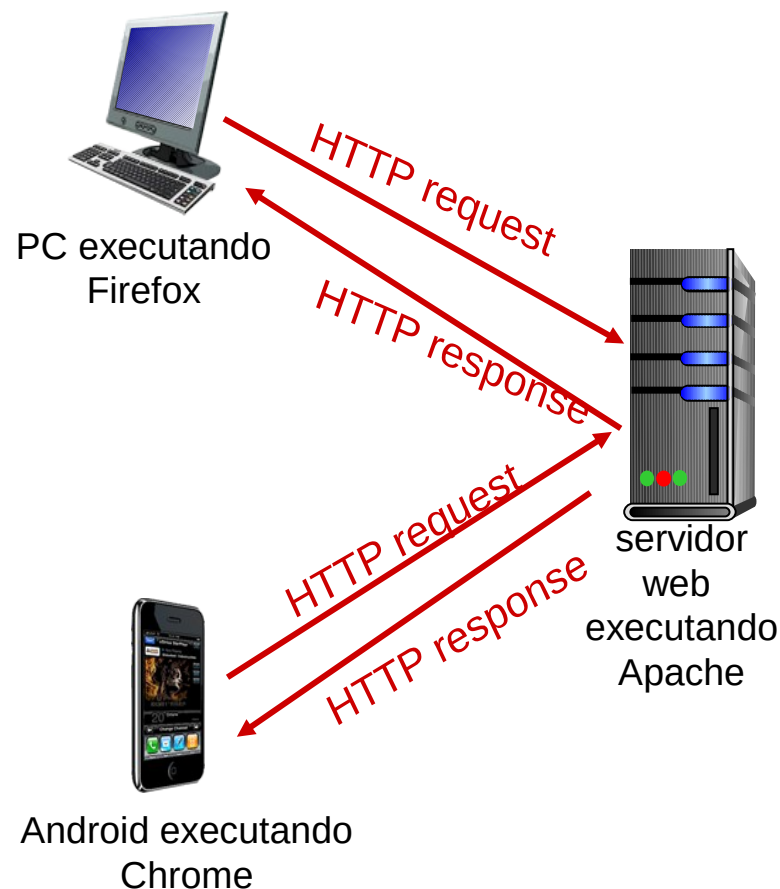 HTTP request
PC executando
Firefox
HTTP response
HTTP request
servidor
web
executando
Apache
HTTP response
Android executando
Chrome